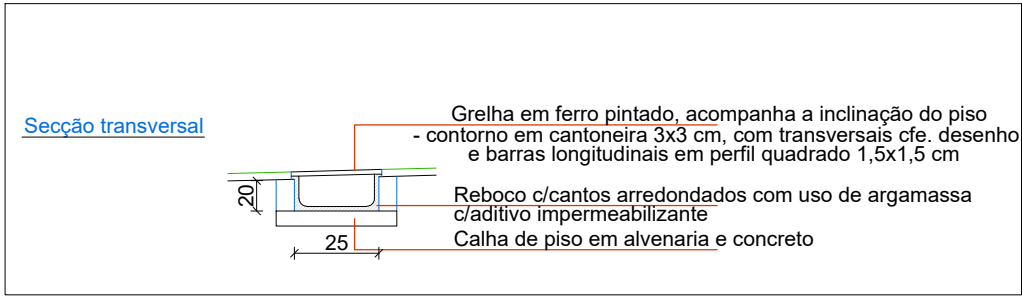 Grelha em ferro pintado, acompanha a inclinação do piso
- contorno em cantoneira 3x3 cm, com transversais cfe. desenho
e barras longitudinais em perfil quadrado 1,5x1,5 cm
Secção transversal
Reboco c/cantos arredondados com uso de argamassa
c/aditivo impermeabilizante
20
Calha de piso em alvenaria e concreto
25